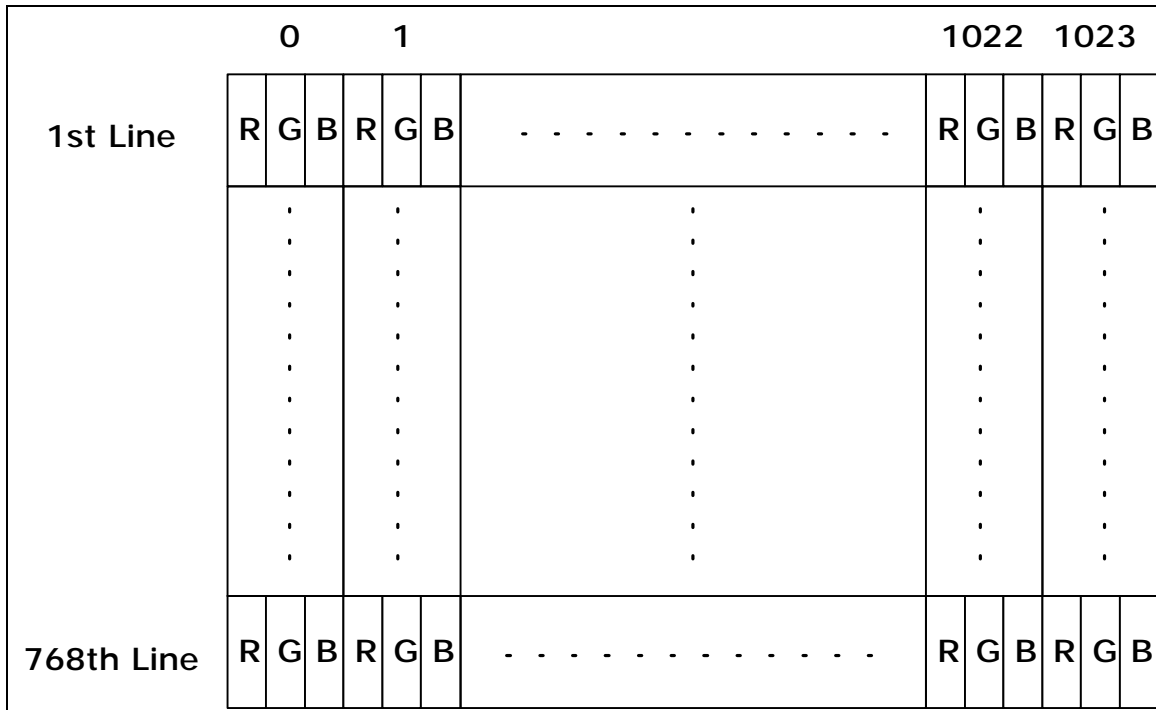 0 1 1022 1023
1st Line R G B R G B - - - - - - - - - - - - R G B R G B
768th Line R G B R G B - - - - - - - - - - - - R G B R G B